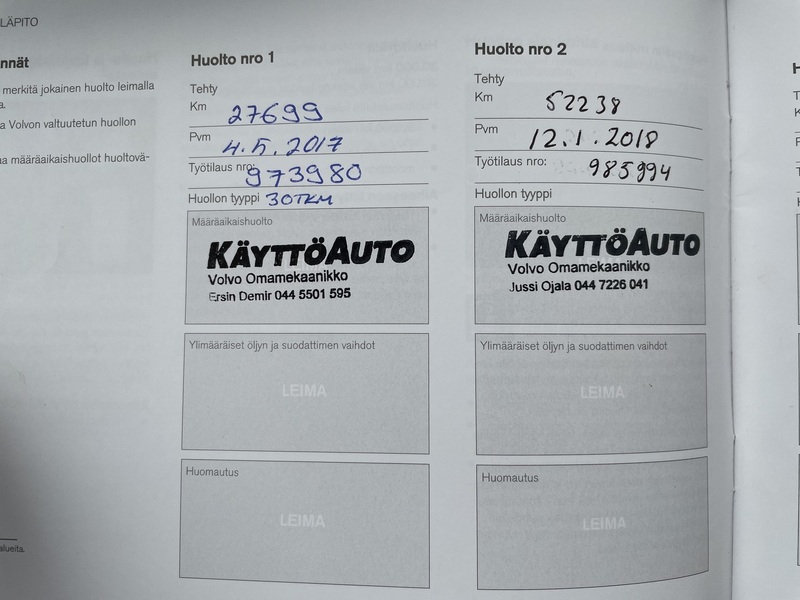 LÄPITO
nnät
merkitä jokainen huolto leimalla
a.
a Volvon valtuutetun huollon
aa määräaikaishuollot huoltovä-
alueita.
Huolto nro 1
Tehty
Km 27699
Pvm 4.5.2017
Työtilaus nro: 973980
Huollon tyyppi 30TKM
Määräaikaishuolto
KÄYTTÖAUTO
Volvo Omamekaanikko
Ersin Demir 044 5501 595
Ylimääräiset öljyn ja suodattimen vaihdot
LEIMA
Huomautus
LEIMA
Huolto nro 2
Tehty
Km 52238
Pvm 12.1.2018
Työtilaus nro: 985994
Huollon tyyppi
Määräaikaishuolto
KÄYTTÖAUTO
Volvo Omamekaanikko
Jussi Ojala 044 7226 041
Ylimääräiset öljyn ja suodattimen vaihdot
LEIMA
Huomautus
LEIMA